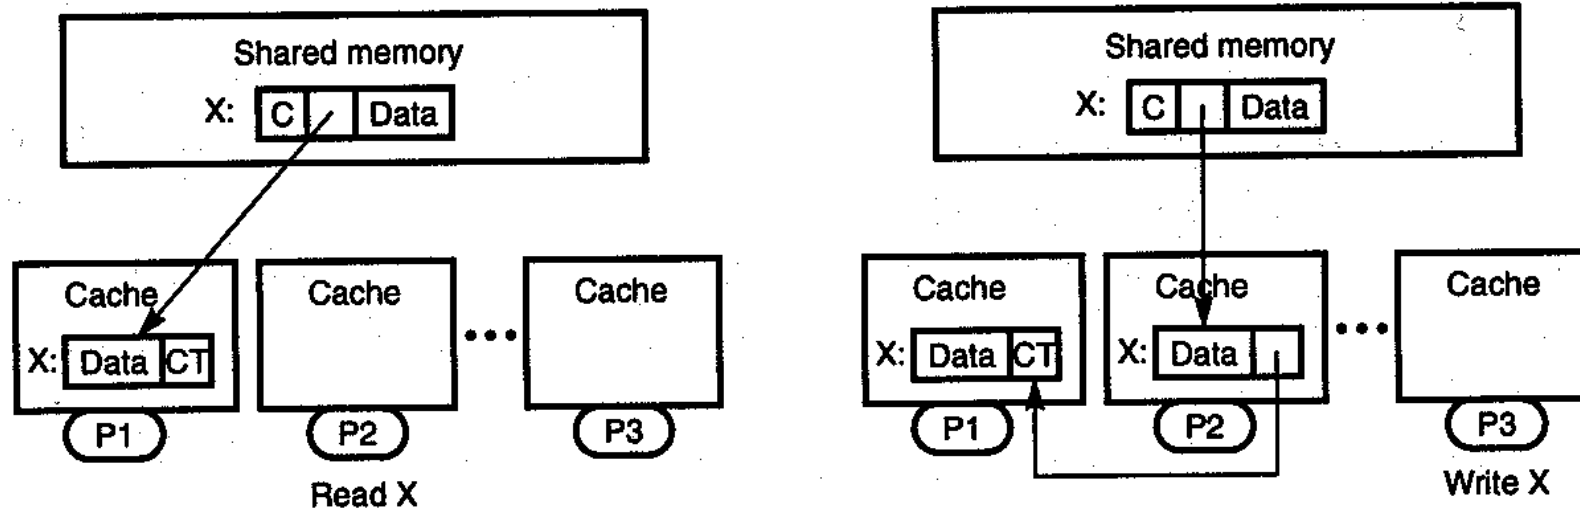 Shared memory
X: C Data
Cache Cache Cache
X: Data CT
P1 P2 P3
Read X
Shared memory
X: C Data
Cache Cache Cache
X: Data CT X: Data
P1 P2 P3
Write X